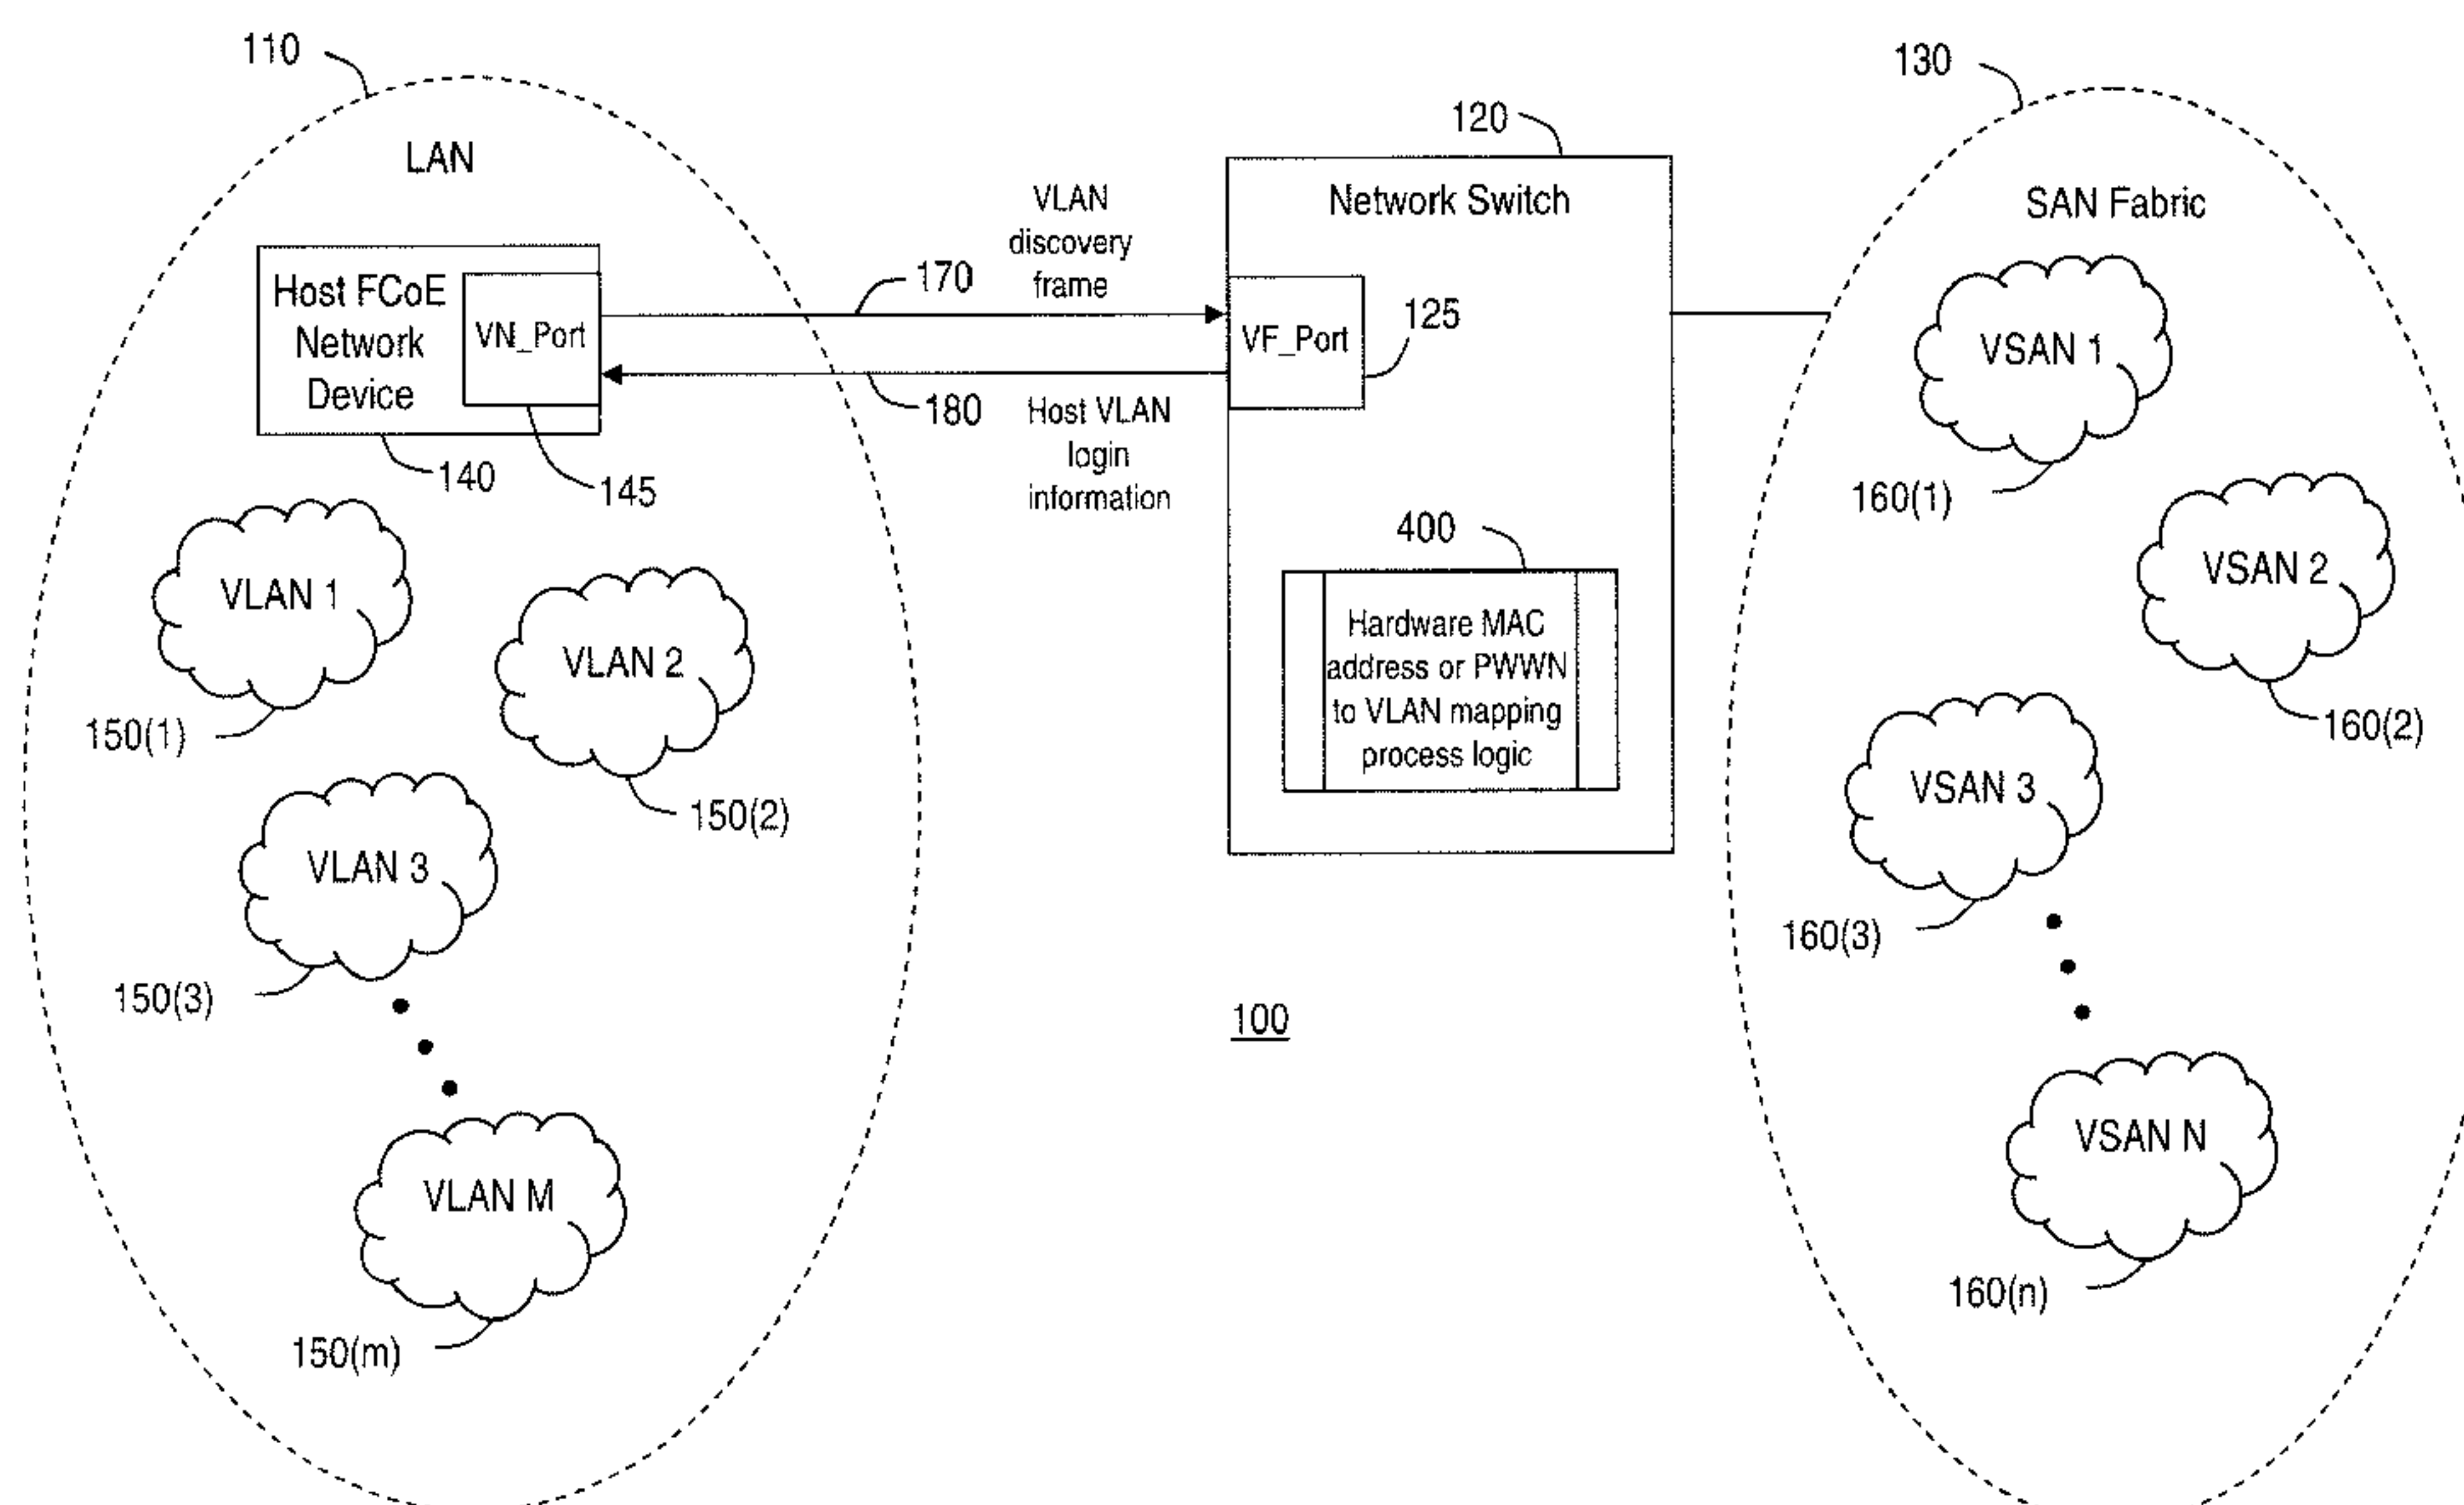 110
130
LAN
120
Network Switch
SAN Fabric
VLAN
discovery
frame
170
Host FCoE
Network
Device
VN_Port
VF_Port
125
180
Host VLAN
login
information
140
145
VSAN 1
160(1)
VSAN 2
160(2)
400
Hardware MAC
address or PWWN
to VLAN mapping
process logic
VLAN 1
150(1)
VLAN 2
150(2)
VLAN 3
150(3)
VSAN 3
160(3)
100
VLAN M
150(m)
VSAN N
160(n)